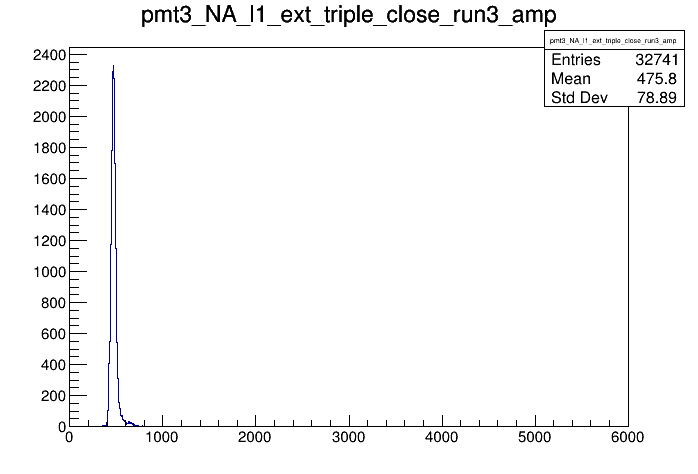 pmt3_NA_l1_ext_triple_close_run3_amp
pmt3_NA_l1_ext_triple_close_run3_amp
Entries 32741
Mean 475.8
Std Dev 78.89
2400
2200
2000
1800
1600
1400
1200
1000
800
600
400
200
0
0 1000 2000 3000 4000 5000 6000